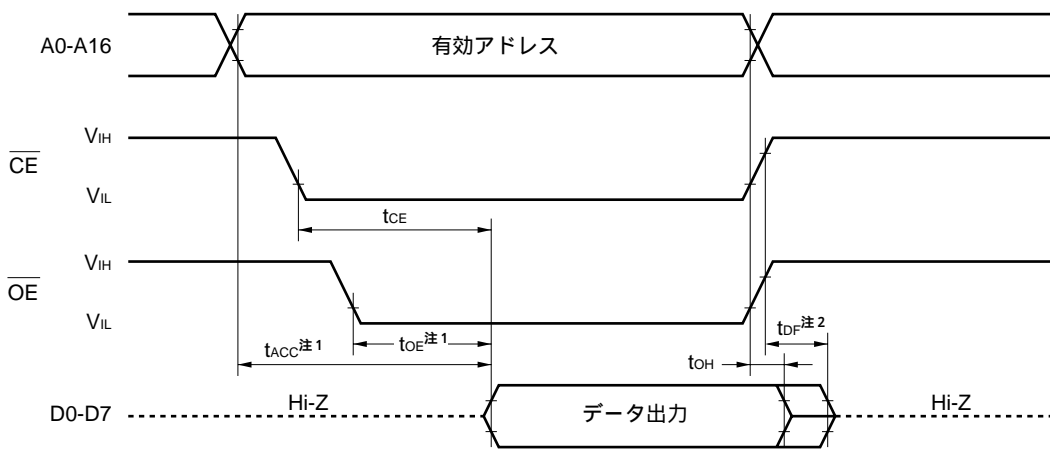 A0-A16
有効アドレス
VIH
CE
VIL
tCE
VIH
OE
VIL
tACC注1
tOE注1
tDF注2
tOH
D0-D7
Hi-Z
データ出力
Hi-Z